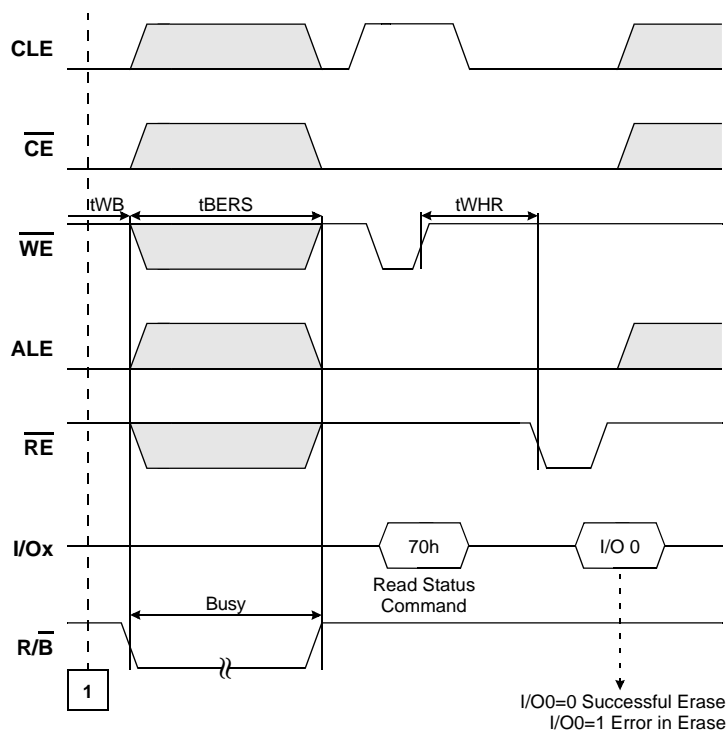 CLE
CE
tWB
tBERS
tWHR
WE
ALE
RE
I/Ox
70h
I/O 0
Read Status
Command
Busy
R/B
1
I/O0=0 Successful Erase
I/O0=1 Error in Erase